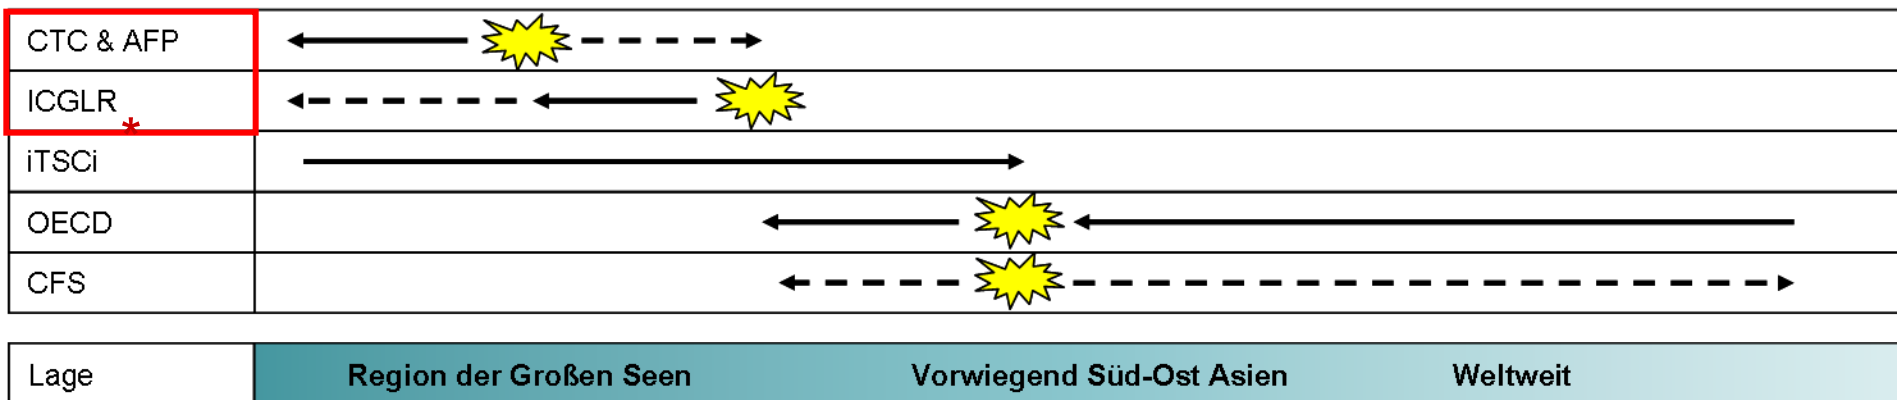 CTC & AFP
ICGLR
*
iTSCi
OECD
CFS
Lage Region der Großen Seen Vorwiegend Süd-Ost Asien Weltweit